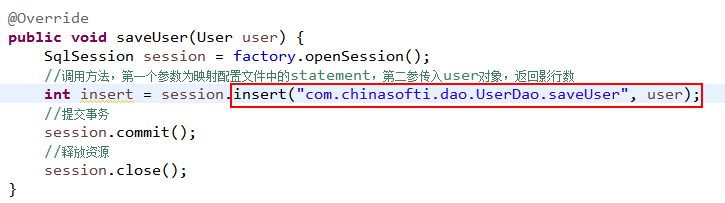 @Override
public void saveUser(User user) {
SqlSession session = factory.openSession();
//调用方法，第一个参数为映射配置文件中的statement，第二参传入user对象，返回影行数
int insert = session.insert("com.chinasofti.dao.UserDao.saveUser", user);
//提交事务
session.commit();
//释放资源
session.close();
}